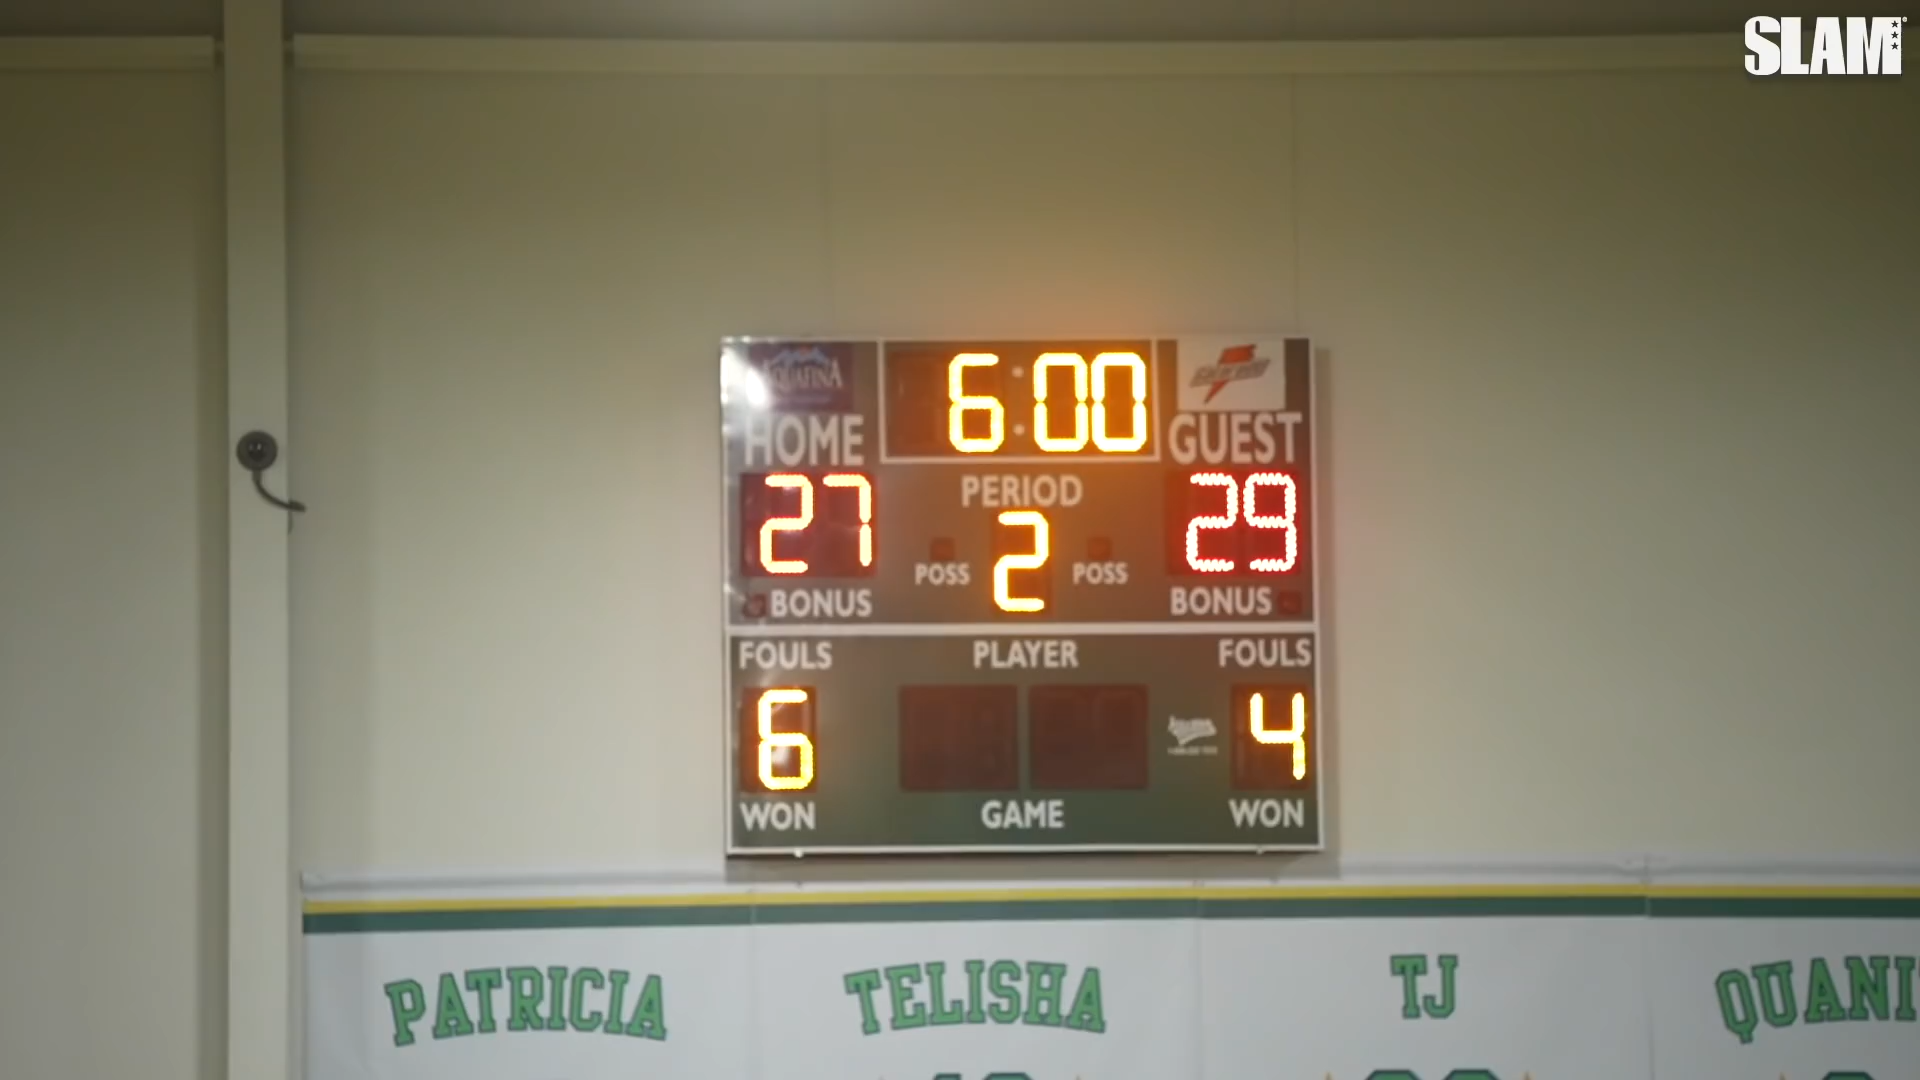 SLAM
AQUAFINA
6:00
HOME
GUEST
27
PERIOD
29
2
POSS
POSS
BONUS
BONUS
FOULS
PLAYER
FOULS
6
4
WON
GAME
WON
PATRICIA
TELISHA
TJ
QUANI